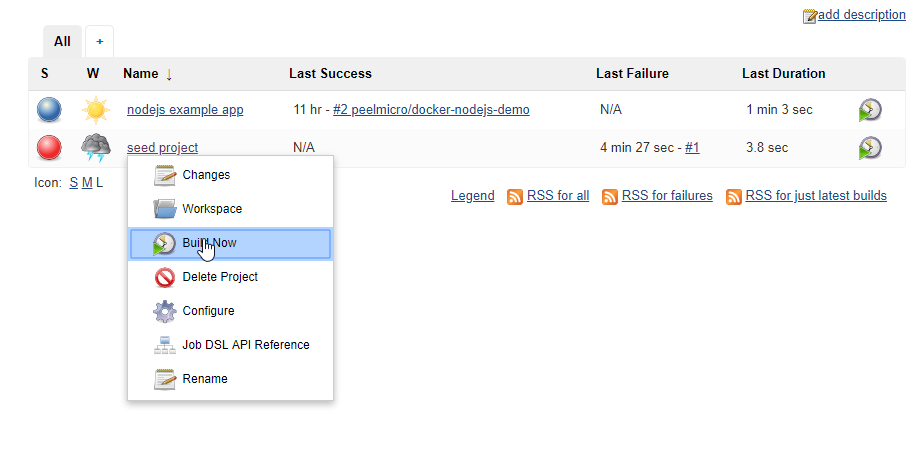 add description
All +
S W Name ↓ Last Success Last Failure Last Duration
nodejs example app 11 hr - #2 peelmicro/docker-nodejs-demo N/A 1 min 3 sec
seed project N/A 4 min 27 sec - #1 3.8 sec
Icon: S M L
Legend RSS for all RSS for failures RSS for just latest builds
Changes
Workspace
Build Now
Delete Project
Configure
Job DSL API Reference
Rename